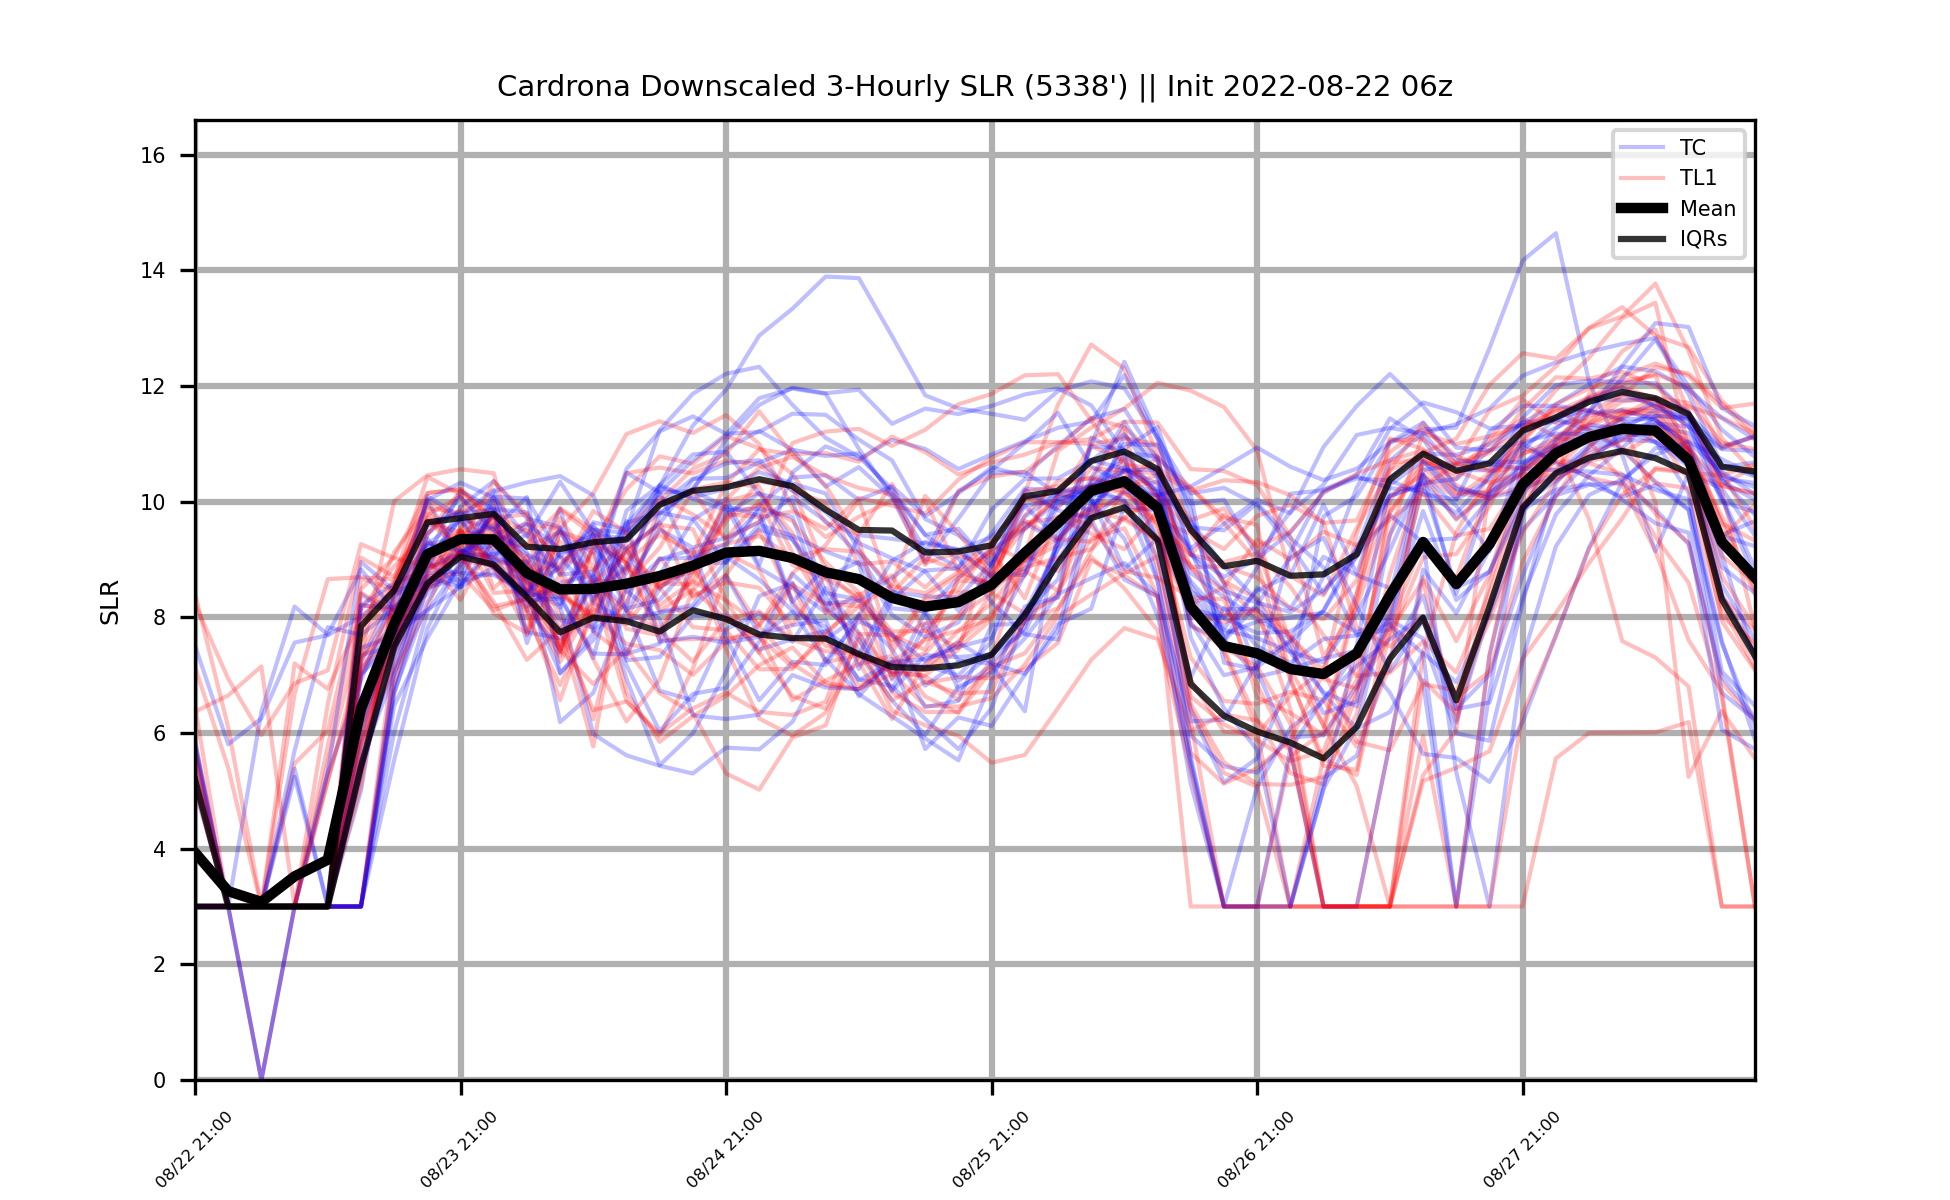 Cardrona Downscaled 3-Hourly SLR (5338') || Init 2022-08-22 06z
TC
TL1
Mean
IQRs
SLR
16
14
12
10
8
6
4
2
0
08/22 21:00
08/23 21:00
08/24 21:00
08/25 21:00
08/26 21:00
08/27 21:00